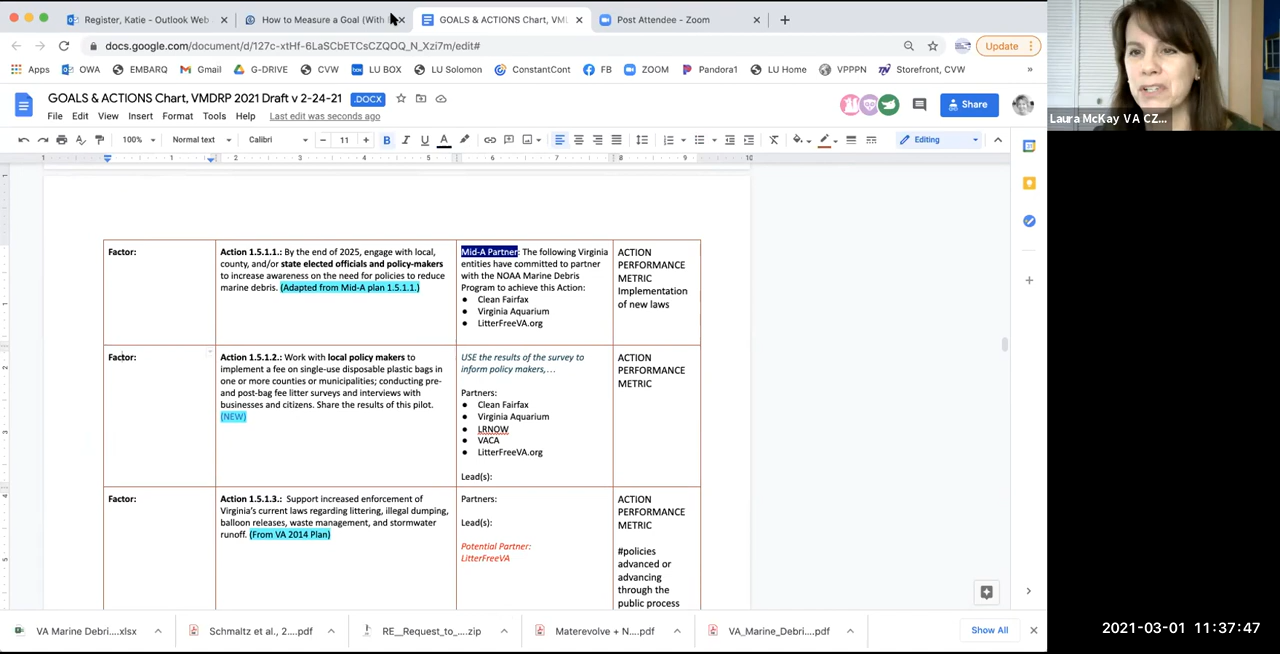 Register, Katie - Outlook Web
How to Measure a Goal (With
GOALS & ACTIONS Chart, VM
Post Attendee - Zoom
docs.google.com/document/d/127c-xtHf-6LaSCbETCsCZQOQ_N_Xzi7m/edit#
Update
Apps OWA EMBARQ Gmail G-DRIVE CVW LU BOX LU Solomon ConstantCont FB ZOOM Pandora1 LU Home VPPPN Storefront, CVW »
GOALS & ACTIONS Chart, VMDRP 2021 Draft v 2-24-21 .DOCX
Share
File Edit View Insert Format Tools Help Last edit was seconds ago
100% Normal text Calibri − 11 + B I U A Editing
1 1 2 3 4 5 6 7 8 9 10
Factor:
Action 1.5.1.1.: By the end of 2025, engage with local,
county, and/or state elected officials and policy-makers
to increase awareness on the need for policies to reduce
marine debris. (Adapted from Mid-A plan 1.5.1.1.)
Mid-A Partner: The following Virginia
entities have committed to partner
with the NOAA Marine Debris
Program to achieve this Action:
● Clean Fairfax
● Virginia Aquarium
● LitterFreeVA.org
ACTION
PERFORMANCE
METRIC
Implementation
of new laws
Factor:
Action 1.5.1.2.: Work with local policy makers to
implement a fee on single-use disposable plastic bags in
one or more counties or municipalities; conducting pre-
and post-bag fee litter surveys and interviews with
businesses and citizens. Share the results of this pilot.
(NEW)
USE the results of the survey to
inform policy makers,…
Partners:
● Clean Fairfax
● Virginia Aquarium
● LRNOW
● VACA
● LitterFreeVA.org
Lead(s):
ACTION
PERFORMANCE
METRIC
Factor:
Action 1.5.1.3.: Support increased enforcement of
Virginia's current laws regarding littering, illegal dumping,
balloon releases, waste management, and stormwater
runoff. (From VA 2014 Plan)
Partners:
Lead(s):
Potential Partner:
LitterFreeVA
ACTION
PERFORMANCE
METRIC
#policies
advanced or
advancing
through the
public process
VA Marine Debri....xlsx
Schmaltz et al., 2....pdf
RE__Request_to_....zip
Materevolve + N....pdf
VA_Marine_Debri....pdf
Show All
Laura McKay VA CZ...
2021-03-01 11:37:47